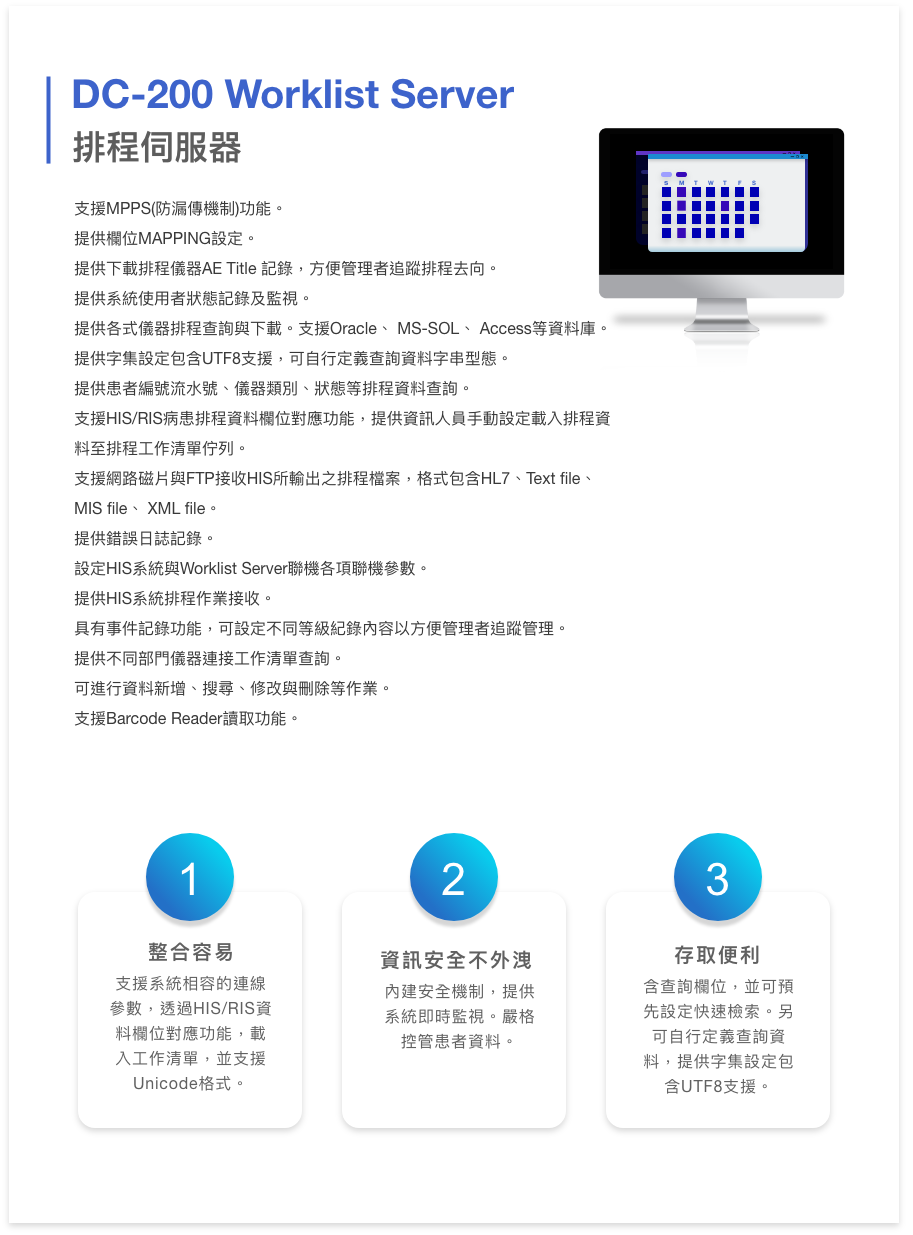 DC-200 Worklist Server
排程伺服器
S M T W T F S
支援MPPS(防漏傳機制)功能。
提供欄位MAPPING設定。
提供下載排程儀器AE Title 記錄，方便管理者追蹤排程去向。
提供系統使用者狀態記錄及監視。
提供各式儀器排程查詢與下載。支援Oracle、 MS-SOL、 Access等資料庫。
提供字集設定包含UTF8支援，可自行定義查詢資料字串型態。
提供患者編號流水號、儀器類別、狀態等排程資料查詢。
支援HIS/RIS病患排程資料欄位對應功能，提供資訊人員手動設定載入排程資
料至排程工作清單佇列。
支援網路磁片與FTP接收HIS所輸出之排程檔案，格式包含HL7、Text file、
MIS file、 XML file。
提供錯誤日誌記錄。
設定HIS系統與Worklist Server聯機各項聯機參數。
提供HIS系統排程作業接收。
具有事件記錄功能，可設定不同等級紀錄內容以方便管理者追蹤管理。
提供不同部門儀器連接工作清單查詢。
可進行資料新增、搜尋、修改與刪除等作業。
支援Barcode Reader讀取功能。
1
整合容易
支援系統相容的連線
參數，透過HIS/RIS資
料欄位對應功能，載
入工作清單，並支援
Unicode格式。
2
資訊安全不外洩
內建安全機制，提供
系統即時監視。嚴格
控管患者資料。
3
存取便利
含查詢欄位，並可預
先設定快速檢索。另
可自行定義查詢資
料，提供字集設定包
含UTF8支援。